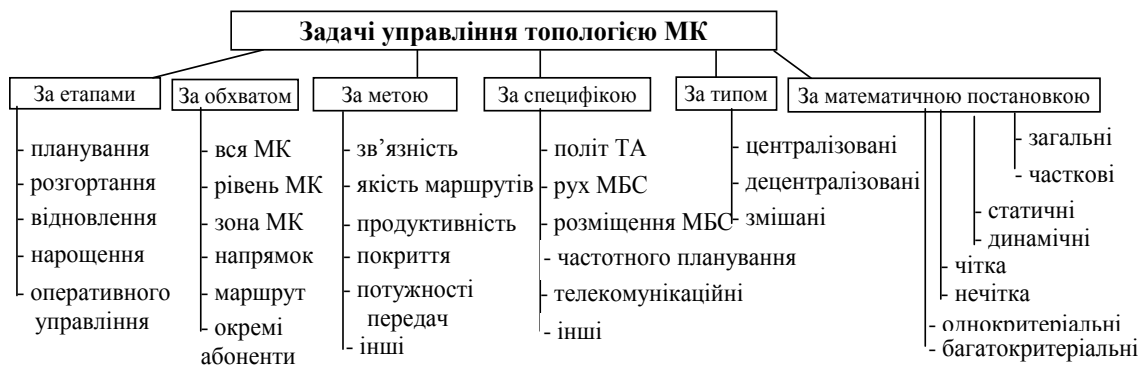 Задачі управління топологією МК
За етапами
- планування
- розгортання
- відновлення
- нарощення
- оперативного
управління
За обхватом
- вся МК
- рівень МК
- зона МК
- напрямок
- маршрут
- окремі
абоненти
За метою
- зв’язність
- якість маршрутів
- продуктивність
- покриття
- потужності
передач
- інші
За специфікою
- політ ТА
- рух МБС
- розміщення МБС
- частотного планування
- телекомунікаційні
- інші
За типом
- централізовані
- децентралізовані
- змішані
За математичною постановкою
- загальні
- часткові
- статичні
- динамічні
- чітка
- нечітка
- однокритеріальні
- багатокритеріальні